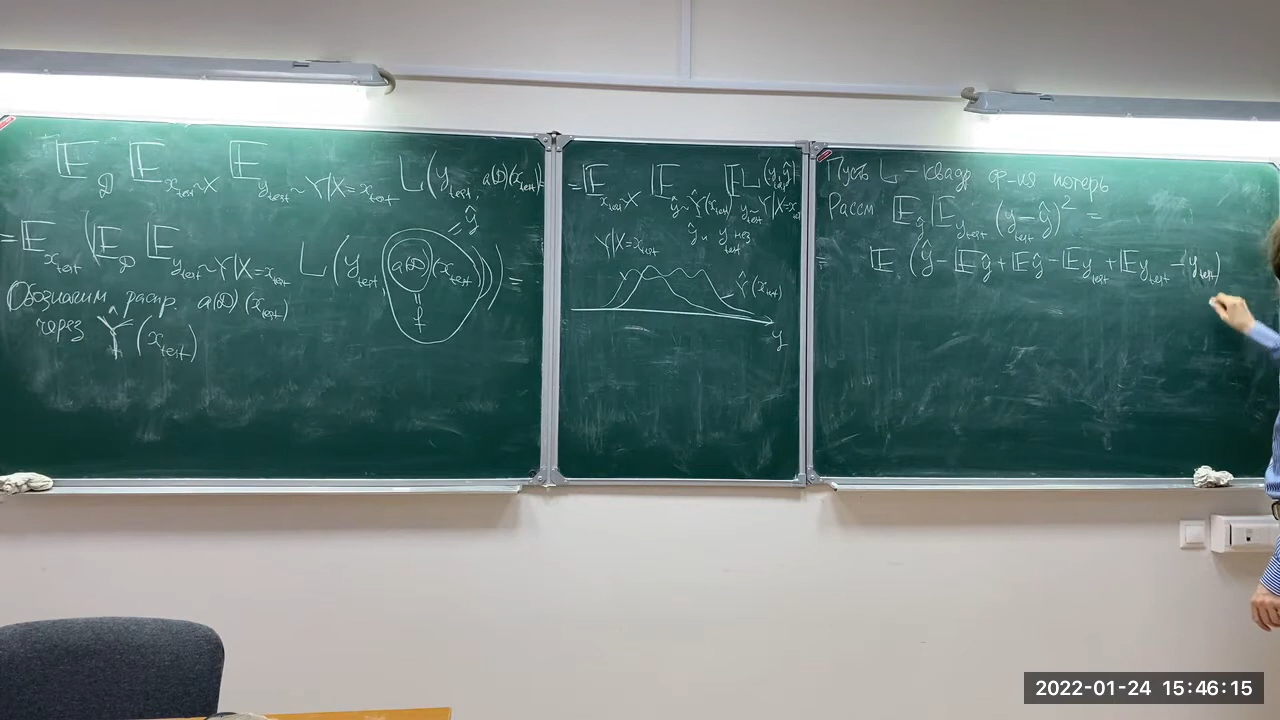 𝔼_D 𝔼_{x_test~X} 𝔼_{y_test~Y|X=x_test} L(y_test, a(D)(x_test)) =
= 𝔼_{x_test} (𝔼_D 𝔼_{y_test~Y|X=x_test} L(y_test, a(D)(x_test))) =
= ŷ
= f
Обозначим распр. a(D)(x_test)
через Ŷ(x_test)
= 𝔼_{x_test~X} 𝔼_{ŷ~Ŷ(x_test)} 𝔼_{y_test~Y|X=x_test} L(y_test, ŷ)
ŷ и y_test нез
Y|X=x_test
Ŷ(x_test)
y
Пусть L – квадр. ф-ия потерь
Рассм 𝔼_ŷ 𝔼_{y_test} (y_test – ŷ)² =
= 𝔼 (ŷ – 𝔼ŷ + 𝔼ŷ – 𝔼y_test + 𝔼y_test – y_test)
2022-01-24 15:46:15